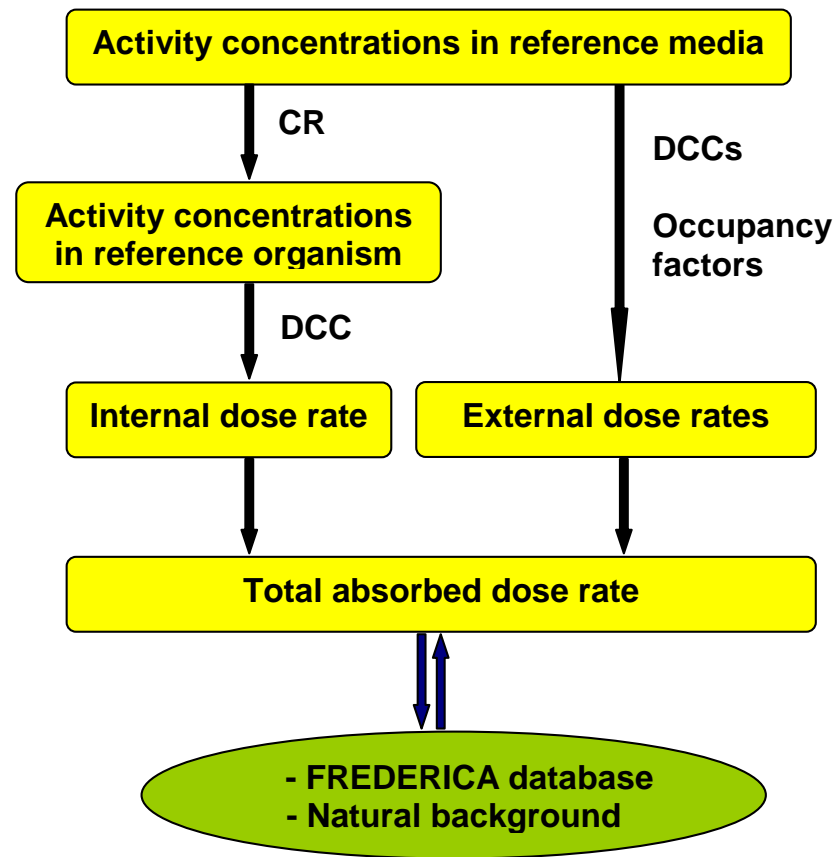 Activity concentrations in reference media
CR
DCCs
Occupancy
factors
Activity concentrations
in reference organism
DCC
Internal dose rate
External dose rates
Total absorbed dose rate
- FREDERICA database
- Natural background